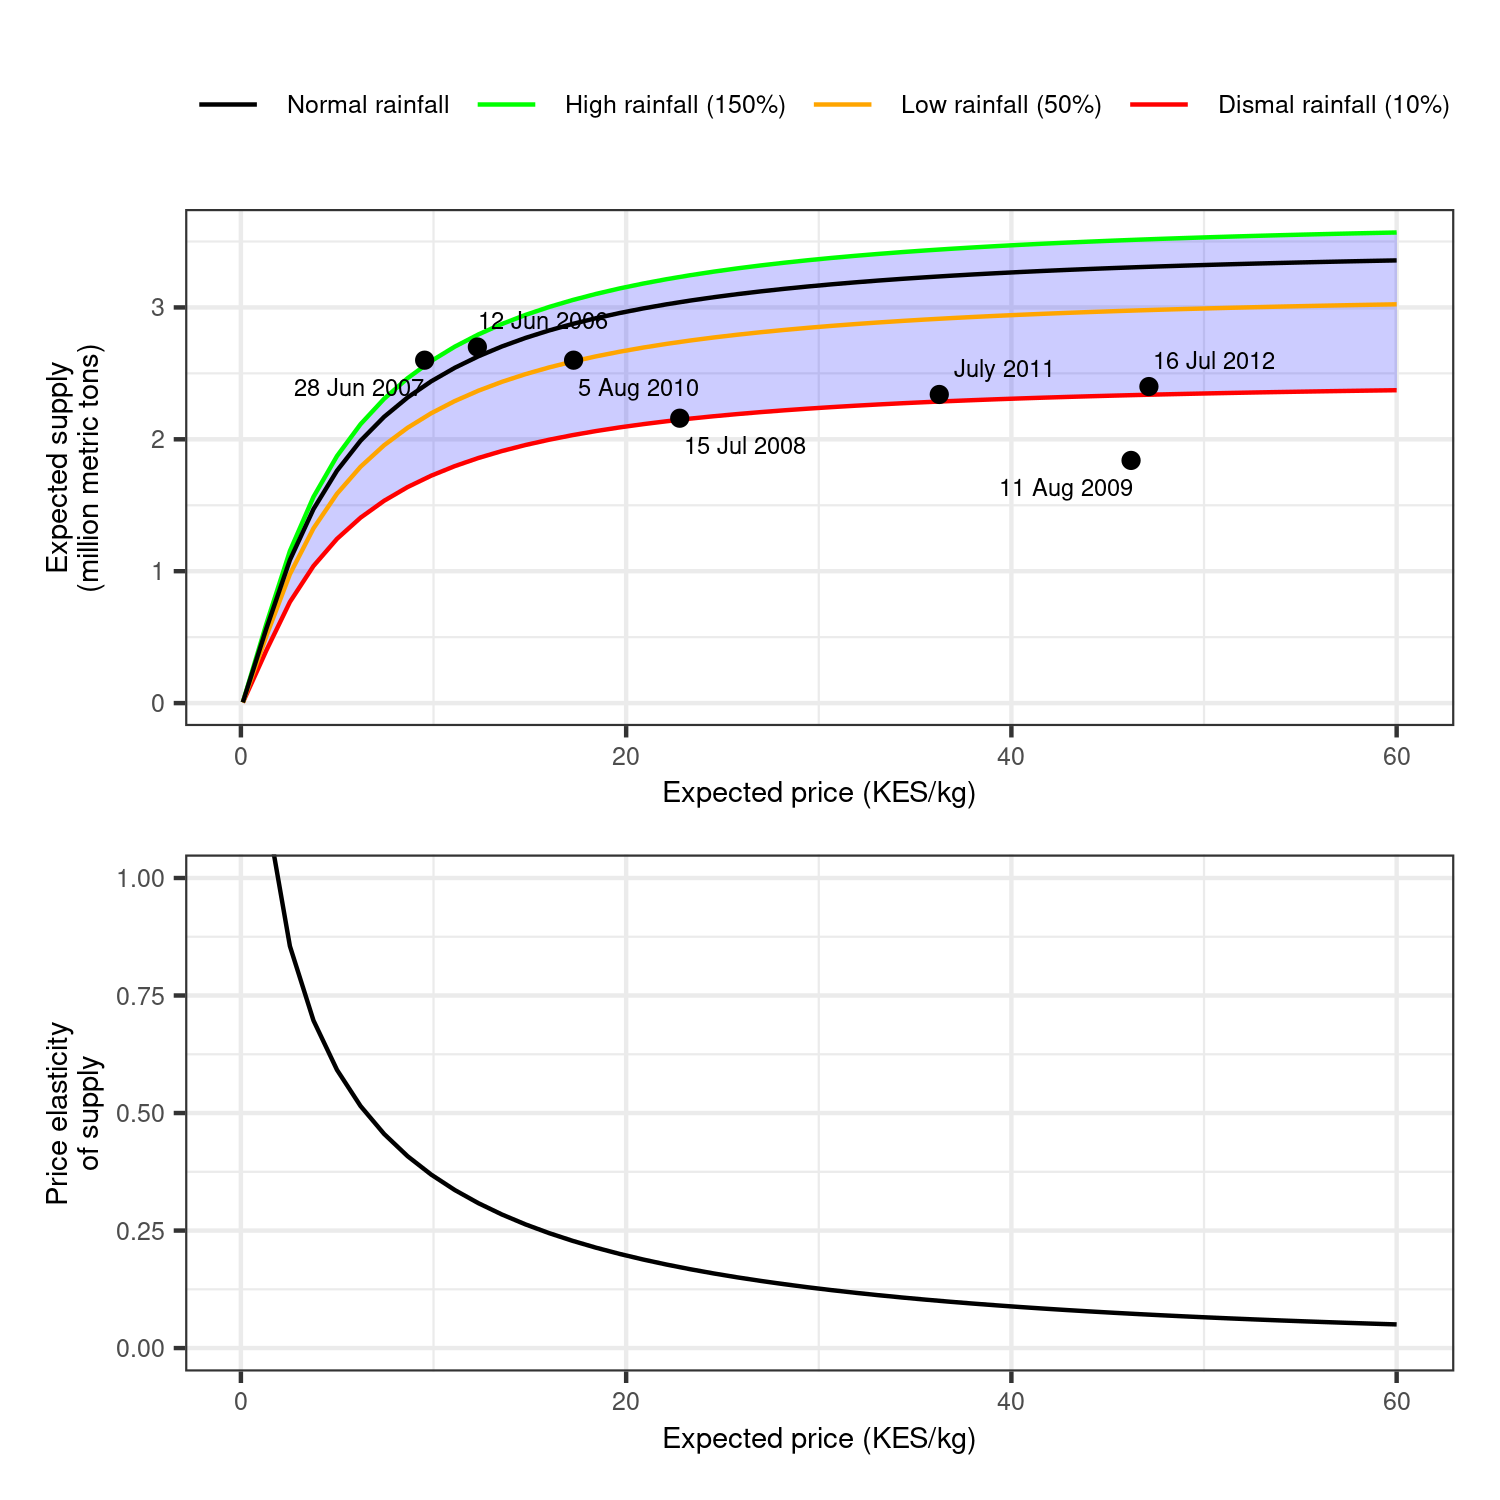 Normal rainfall
High rainfall (150%)
Low rainfall (50%)
Dismal rainfall (10%)
Expected supply
(million metric tons)
3
2
1
0
12 Jun 2006
28 Jun 2007
5 Aug 2010
July 2011
16 Jul 2012
15 Jul 2008
11 Aug 2009
0
20
40
60
Expected price (KES/kg)
Price elasticity
of supply
1.00
0.75
0.50
0.25
0.00
0
20
40
60
Expected price (KES/kg)